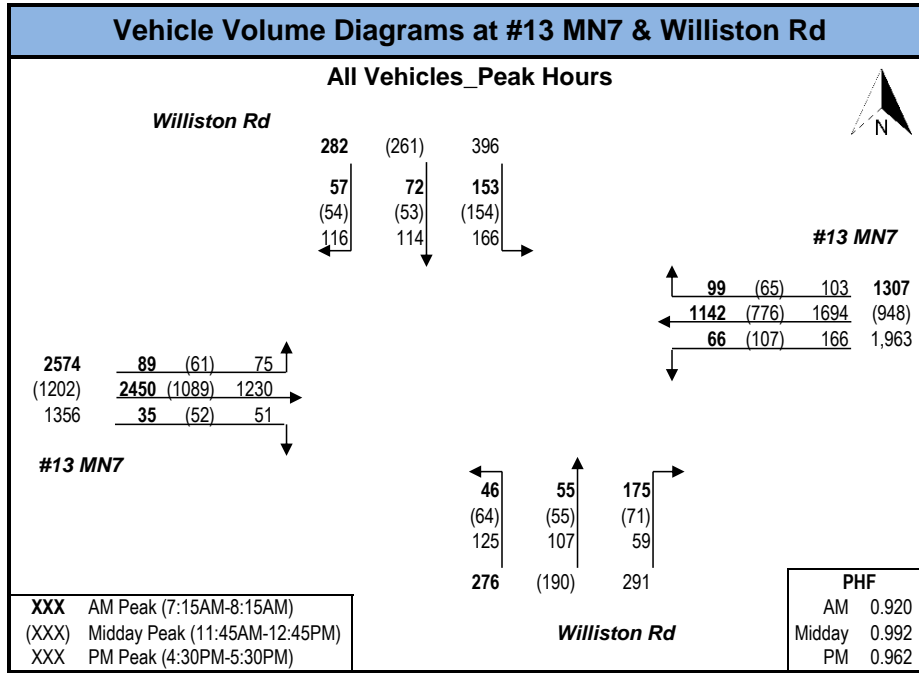 Vehicle Volume Diagrams at #13 MN7 & Williston Rd
All Vehicles_Peak Hours
N
Williston Rd
282 (261) 396
57 72 153
(54) (53) (154)
116 114 166
#13 MN7
99 (65) 103 1307
1142 (776) 1694 (948)
66 (107) 166 1,963
2574 89 (61) 75
(1202) 2450 (1089) 1230
1356 35 (52) 51
#13 MN7
46 55 175
(64) (55) (71)
125 107 59
276 (190) 291
Williston Rd
XXX AM Peak (7:15AM-8:15AM)
(XXX) Midday Peak (11:45AM-12:45PM)
XXX PM Peak (4:30PM-5:30PM)
PHF
AM 0.920
Midday 0.992
PM 0.962